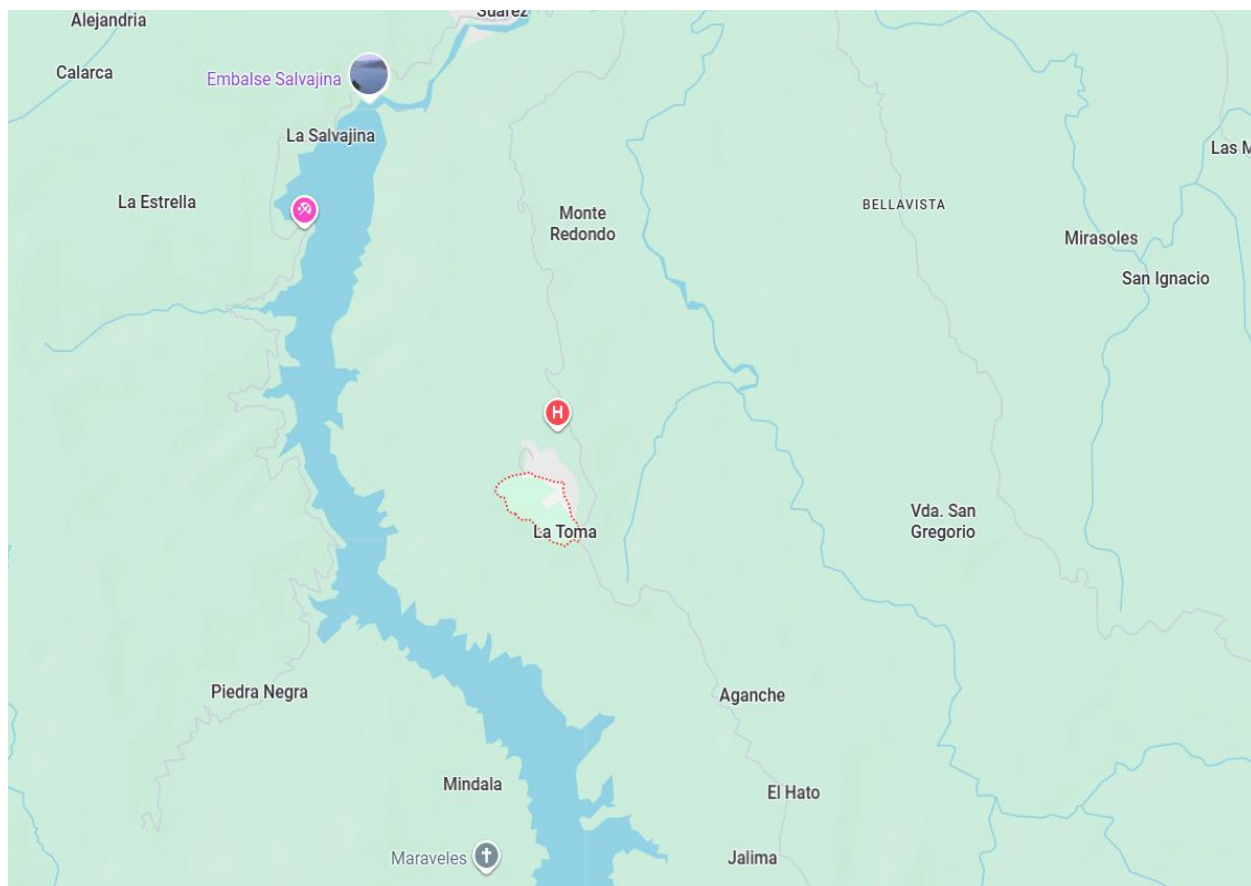 Alejandria
Suárez
Calarca
Embalse Salvajina
La Salvajina
Las M
La Estrella
BELLAVISTA
Monte
Redondo
Mirasoles
San Ignacio
H
Vda. San
Gregorio
La Toma
Piedra Negra
Aganche
Mindala
El Hato
Maraveles
Jalima